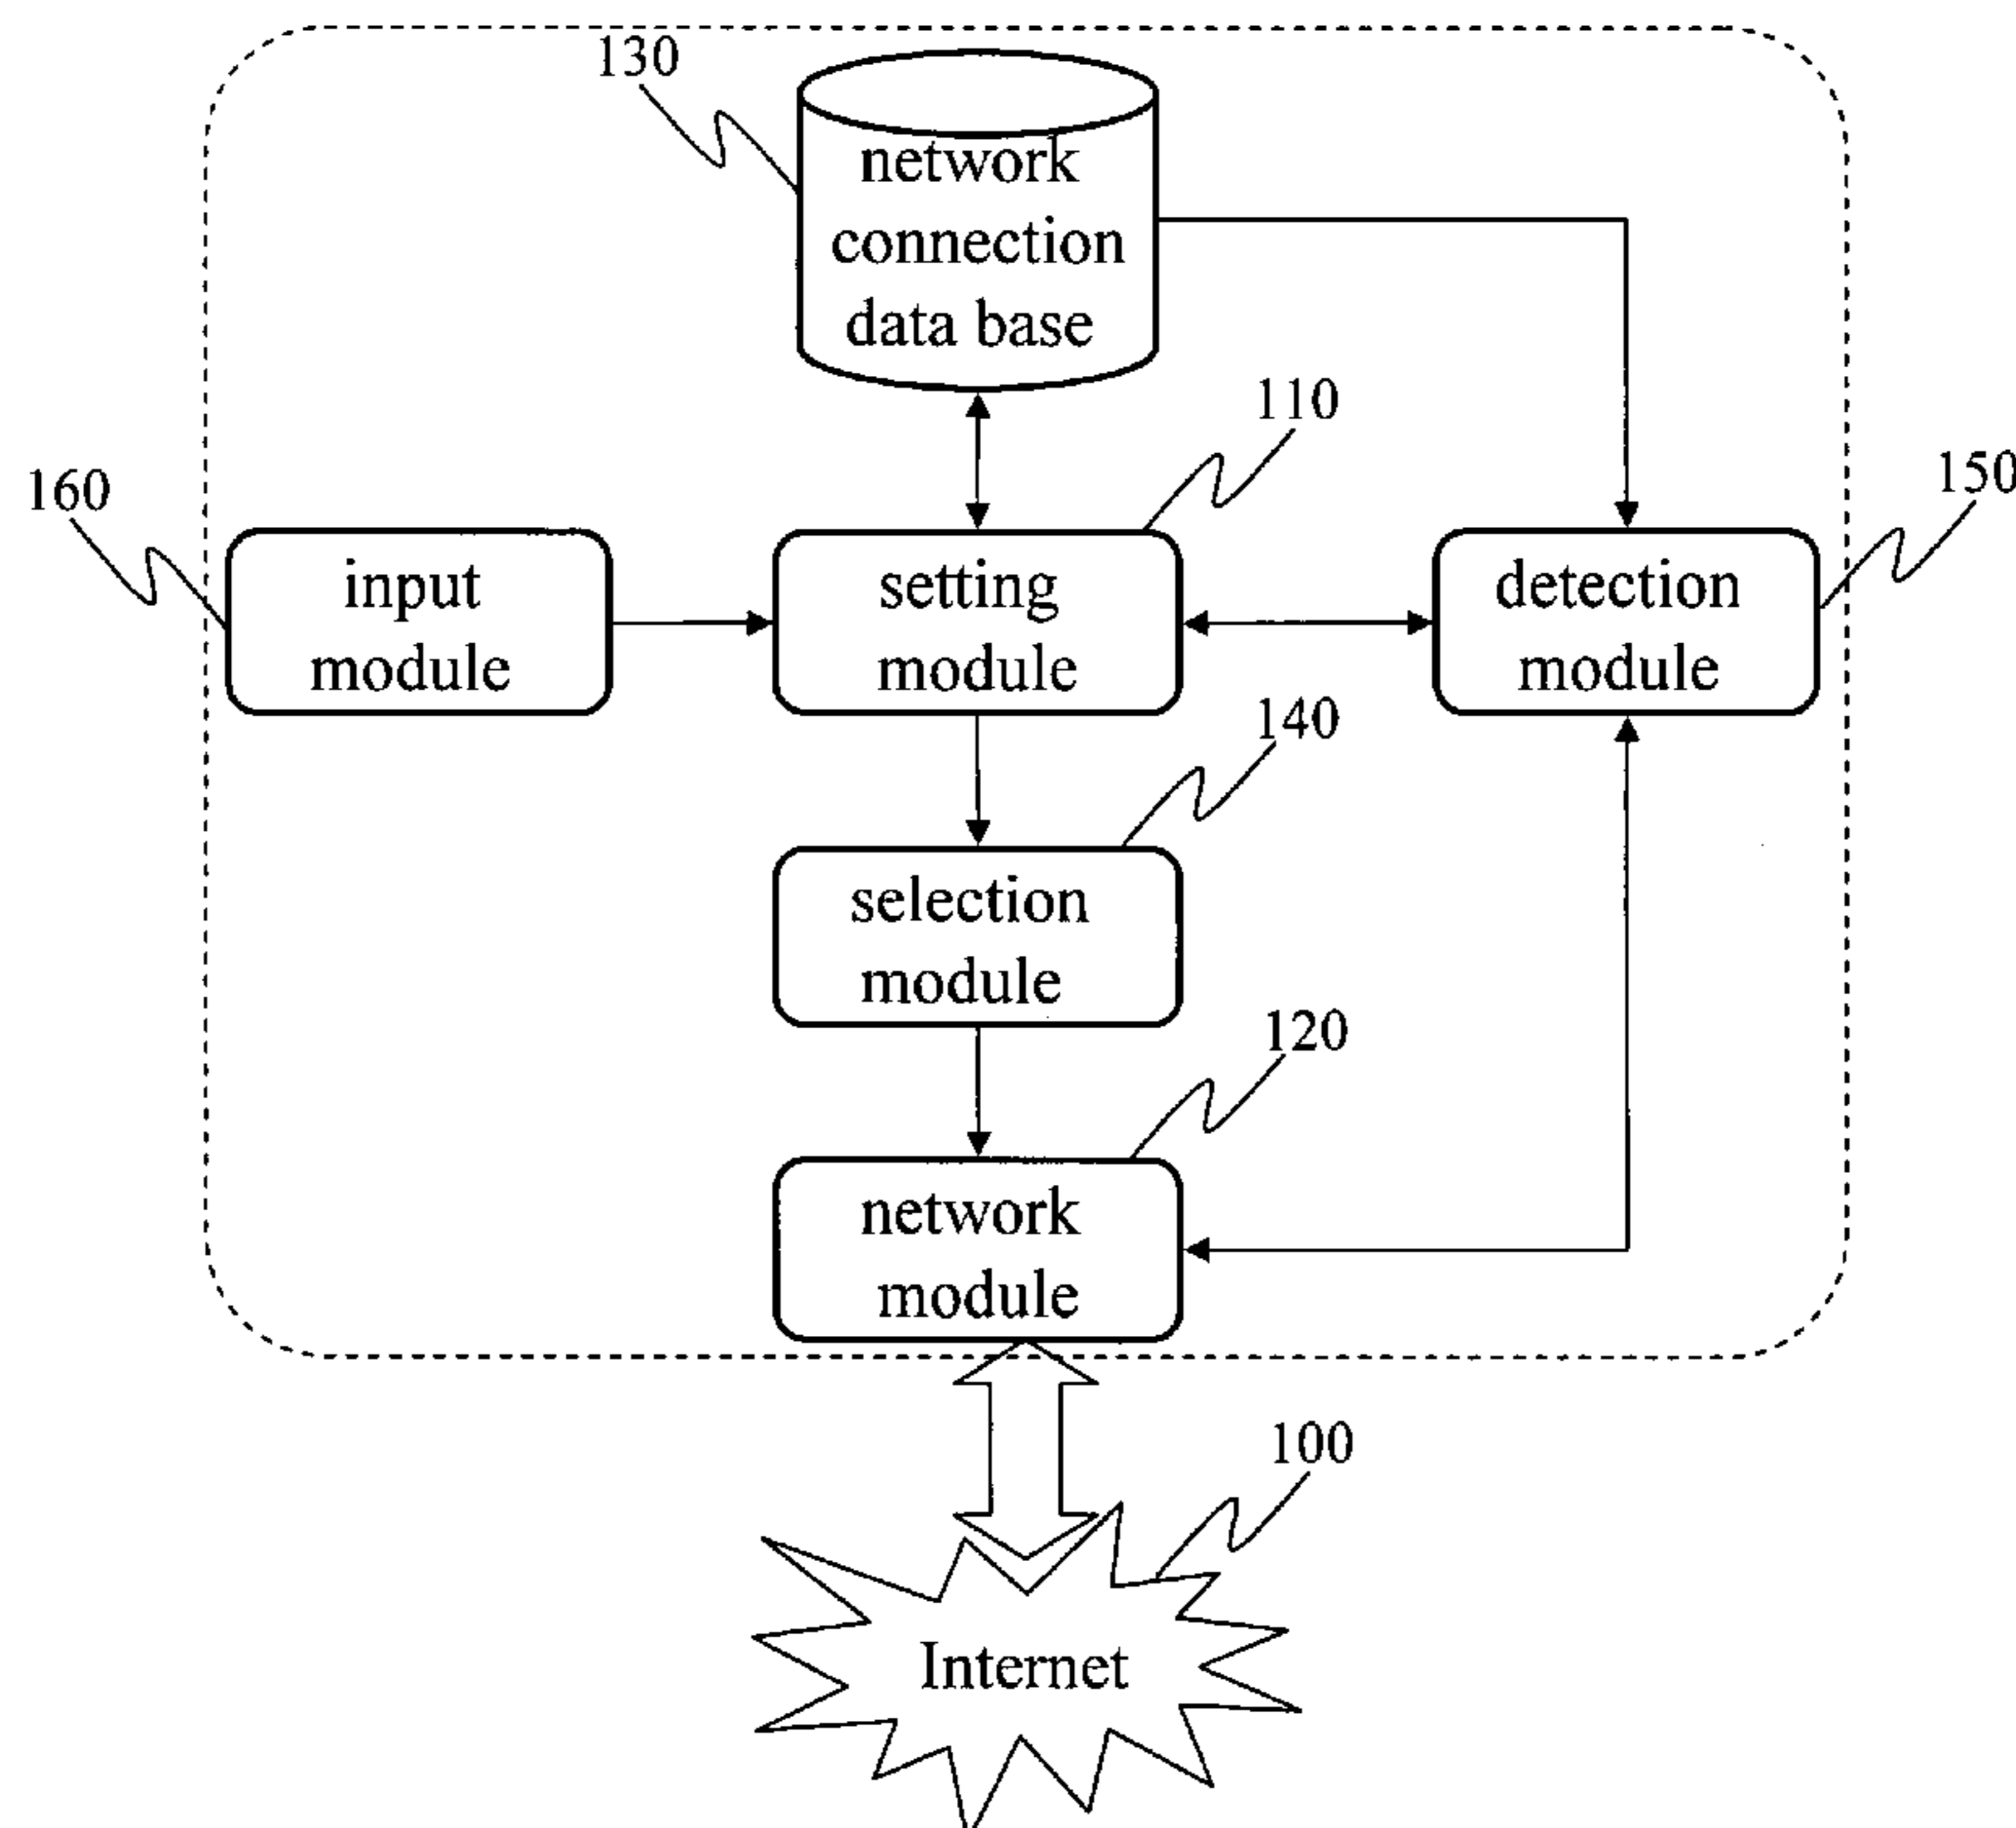 130
network
connection
data base
110
160
150
input
module
setting
module
detection
module
140
selection
module
120
network
module
100
Internet